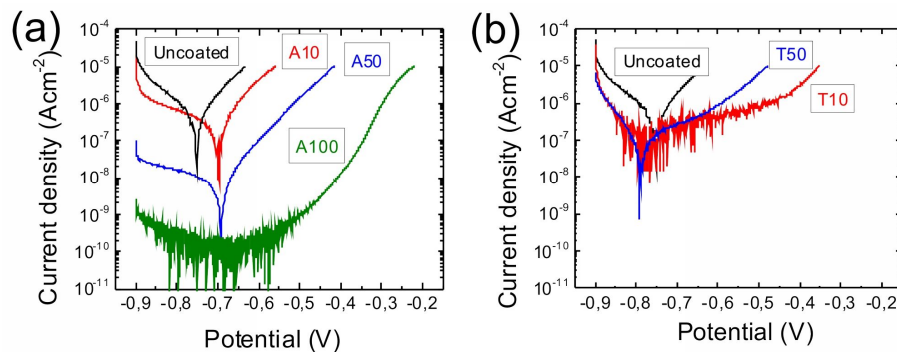 (a)
Current density (Acm⁻²)
10⁻⁴
10⁻⁵
10⁻⁶
10⁻⁷
10⁻⁸
10⁻⁹
10⁻¹⁰
10⁻¹¹
Uncoated
A10
A50
A100
-0,9 -0,8 -0,7 -0,6 -0,5 -0,4 -0,3 -0,2
Potential (V)
(b)
Current density (Acm⁻²)
10⁻⁴
10⁻⁵
10⁻⁶
10⁻⁷
10⁻⁸
10⁻⁹
10⁻¹⁰
10⁻¹¹
Uncoated
T50
T10
-0,9 -0,8 -0,7 -0,6 -0,5 -0,4 -0,3 -0,2
Potential (V)